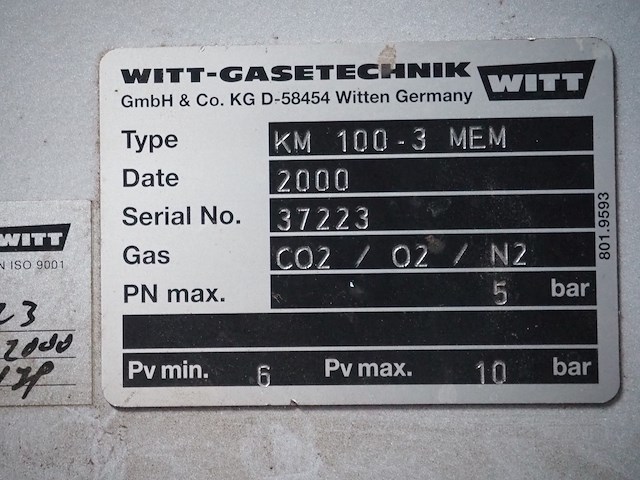 WITT-GASETECHNIK WITT
GmbH & Co. KG D-58454 Witten Germany
Type KM 100-3 MEM
Date 2000
Serial No. 37223
Gas CO2 / O2 / N2
PN max. 5 bar
Pv min. 6 Pv max. 10 bar
801.9593
WITT
N ISO 9001
23
2000